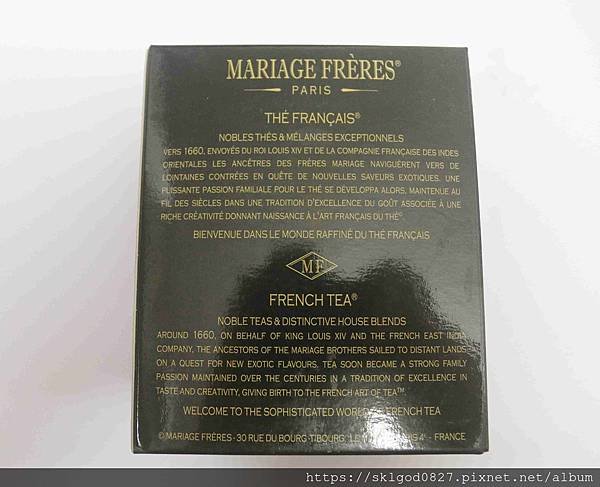 MARIAGE FRÈRES®
PARIS
THÉ FRANÇAIS®
NOBLES THÉS & MÉLANGES EXCEPTIONNELS
VERS 1660, ENVOYÉS DU ROI LOUIS XIV ET DE LA COMPAGNIE FRANÇAISE DES INDES
ORIENTALES LES ANCÊTRES DES FRÈRES MARIAGE NAVIGUÈRENT VERS DE
LOINTAINES CONTRÉES EN QUÊTE DE NOUVELLES SAVEURS EXOTIQUES. UNE
PUISSANTE PASSION FAMILIALE POUR LE THÉ SE DÉVELOPPA ALORS, MAINTENUE AU
FIL DES SIÈCLES DANS UNE TRADITION D'EXCELLENCE DU GOÛT ASSOCIÉE À UNE
RICHE CRÉATIVITÉ DONNANT NAISSANCE À L'ART FRANÇAIS DU THÉ©.
BIENVENUE DANS LE MONDE RAFFINÉ DU THÉ FRANÇAIS
MF
FRENCH TEA®
NOBLE TEAS & DISTINCTIVE HOUSE BLENDS
AROUND 1660, ON BEHALF OF KING LOUIS XIV AND THE FRENCH EAST INDIA
COMPANY, THE ANCESTORS OF THE MARIAGE BROTHERS SAILED TO DISTANT LANDS
ON A QUEST FOR NEW EXOTIC FLAVOURS. TEA SOON BECAME A STRONG FAMILY
PASSION MAINTAINED OVER THE CENTURIES IN A TRADITION OF EXCELLENCE IN
TASTE AND CREATIVITY, GIVING BIRTH TO THE FRENCH ART OF TEA™.
WELCOME TO THE SOPHISTICATED WORLD OF FRENCH TEA
© MARIAGE FRÈRES - 30 RUE DU BOURG-TIBOURG, LE 4ᴱ - FRANCE
https://sklgod0827.pixnet.net/album